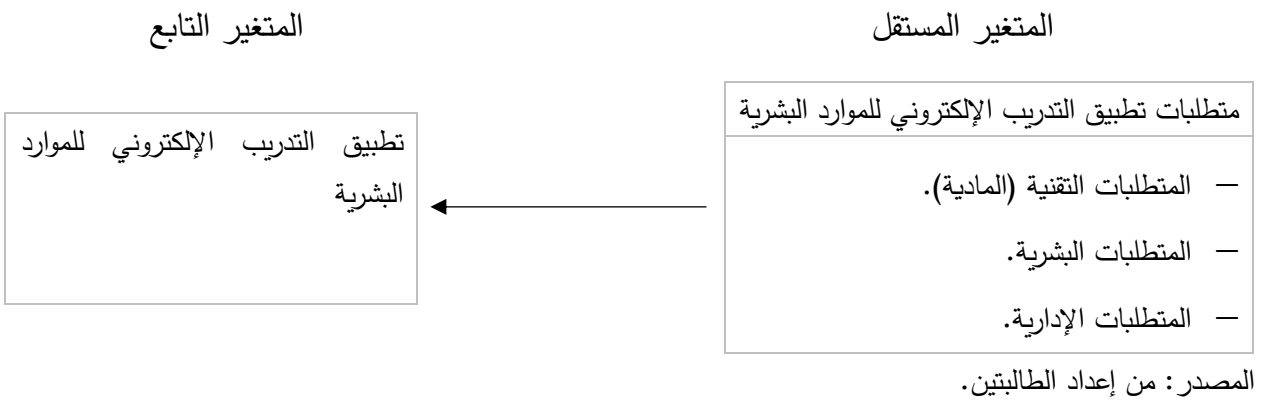 المتغير المستقل
المتغير التابع
متطلبات تطبيق التدريب الإلكتروني للموارد البشرية
— المتطلبات التقنية (المادية).
— المتطلبات البشرية.
— المتطلبات الإدارية.
تطبيق التدريب الإلكتروني للموارد
البشرية
المصدر: من إعداد الطالبتين.